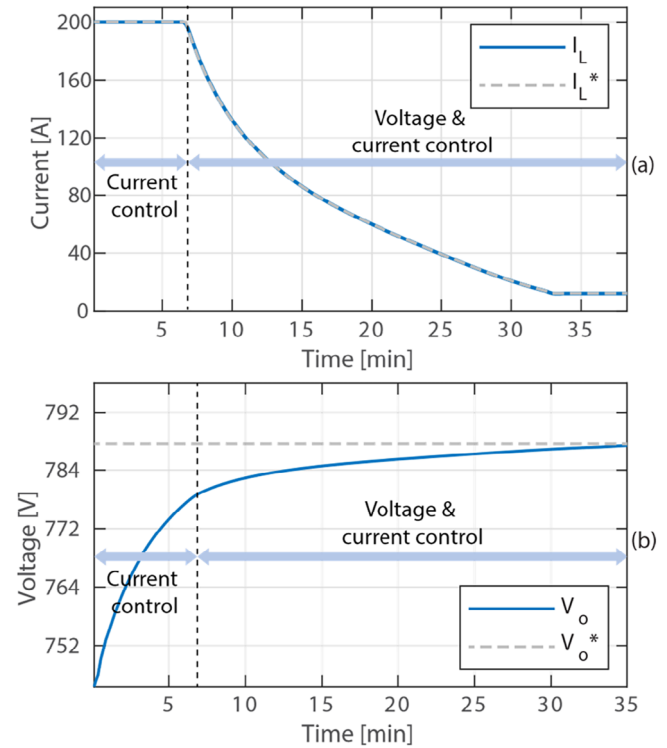 200
160
120
80
40
0
Current [A]
I_L
I_L*
Voltage &
current control
Current
control
(a)
5
10
15
20
25
30
35
Time [min]
792
784
772
764
752
Voltage [V]
Voltage &
current control
Current
control
(b)
V_o
V_o*
5
10
15
20
25
30
35
Time [min]